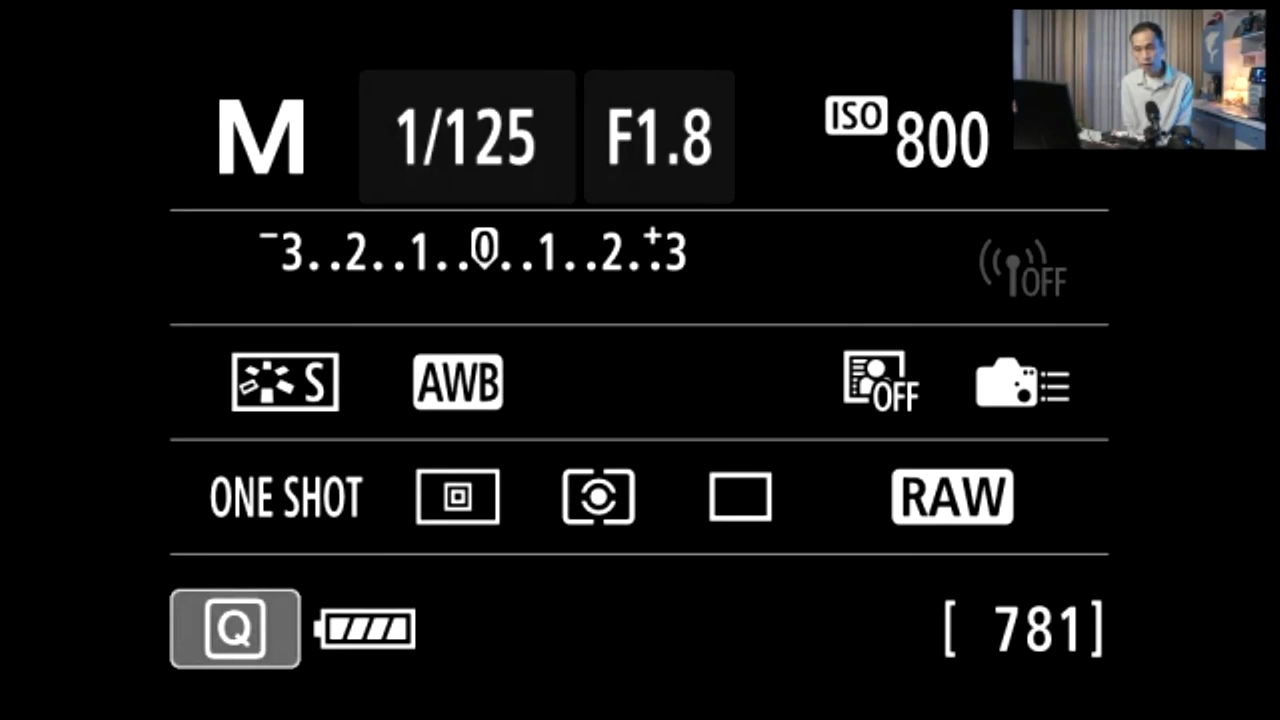 M 1/125 F1.8 ISO 800
-3..2..1..0..1..2..+3
OFF
S AWB OFF
ONE SHOT RAW
Q [ 781]